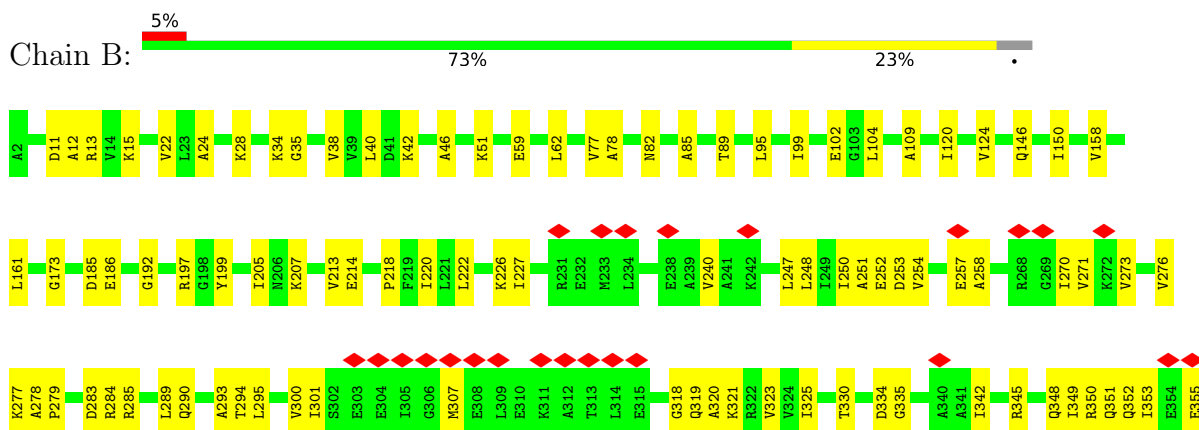 5%
Chain B:
73% 23% •
A2 D11 A12 R13 V14 K15 V22 L23 A24 K28 K34 G35 V38 V39 L40 D41 K42 A46 K51 E59 L62 V77 A78 N82 A85 T89 L95 I99 E102 G103 L104 A109 I120 V124 Q146 I150 V158
L161 G173 D185 E186 G192 R197 G198 Y199 I205 N206 K207 V213 E214 P218 F219 I220 L221 L222 K226 I227 R231 E232 M233 L234 E238 A239 V240 A241 K242 L247 L248 I249 I250 A251 E252 D253 V254 E257 A258 R268 G269 I270 V271 K272 V273 V276
K277 A278 P279 D283 R284 R285 L289 Q290 A293 T294 L295 V300 I301 S302 E303 E304 I305 G306 M307 E308 L309 E310 K311 A312 T313 L314 E315 G318 Q319 A320 K321 R322 V323 V324 I325 T330 D334 G335 A340 A341 I342 R345 Q348 I349 R350 Q351 Q352 I353 E354 E355